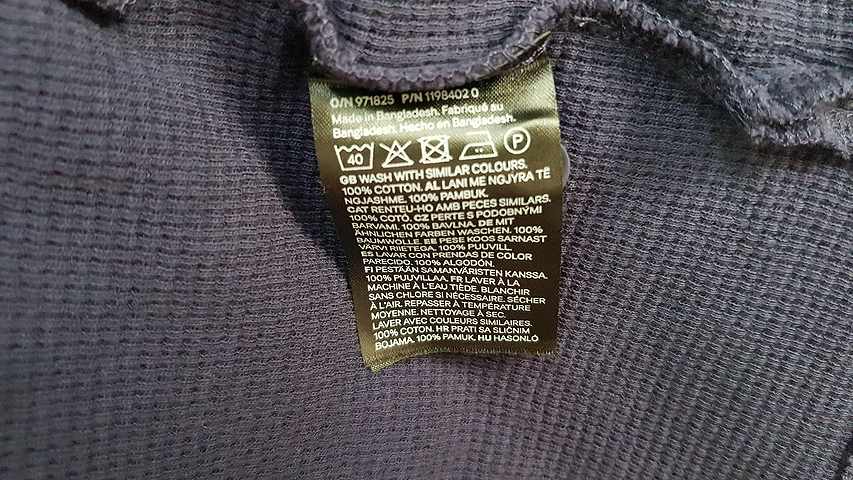 O/N 971825 P/N 1198402 0
Made in Bangladesh. Fabriqué au
Bangladesh. Hecho en Bangladesh.
40 P
GB WASH WITH SIMILAR COLOURS.
100% COTTON. AL LANI ME NGJYRA TË
NGJASHME. 100% PAMBUK.
CAT RENTEU-HO AMB PECES SIMILARS.
100% COTÓ. CZ PERTE S PODOBNÝMI
BARVAMI. 100% BAVLNA. DE MIT
ÄHNLICHEN FARBEN WASCHEN. 100%
BAUMWOLLE. EE PESE KOOS SARNAST
VÄRVI RIIETEGA. 100% PUUVILL.
ES LAVAR CON PRENDAS DE COLOR
PARECIDO. 100% ALGODÓN.
FI PESTÄÄN SAMANVÄRISTEN KANSSA.
100% PUUVILLAA. FR LAVER À LA
MACHINE À L'EAU TIÈDE. BLANCHIR
SANS CHLORE SI NÉCESSAIRE. SÉCHER
À L'AIR. REPASSER À TEMPÉRATURE
MOYENNE. NETTOYAGE À SEC.
LAVER AVEC COULEURS SIMILAIRES.
100% COTON. HR PRATI SA SLIČNIM
BOJAMA. 100% PAMUK. HU HASONLÓ